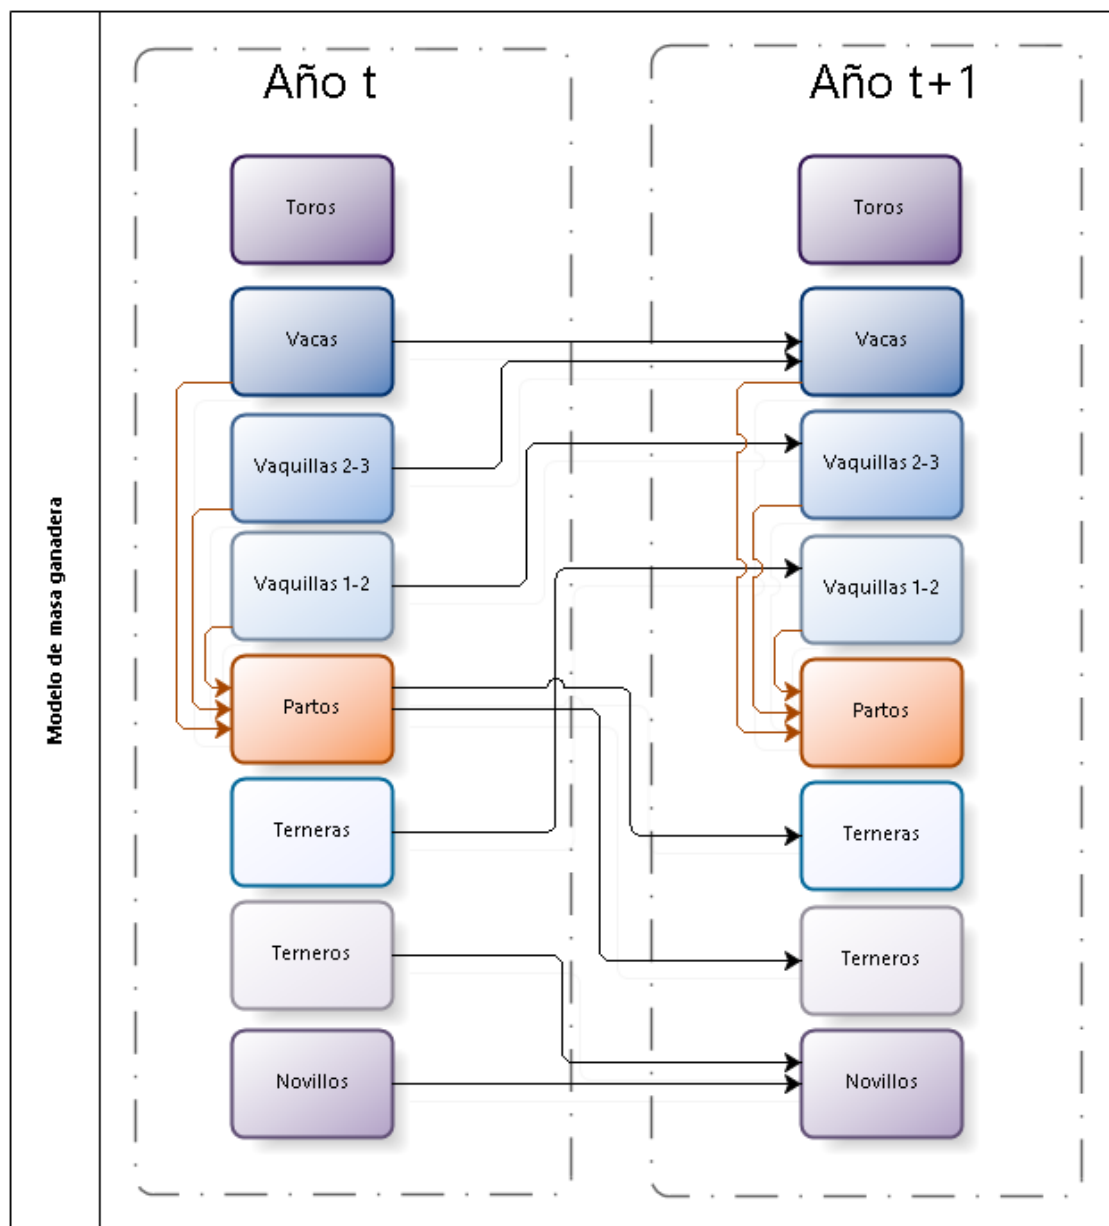 Modelo de masa ganadera
Año t
Toros
Vacas
Vaquillas 2-3
Vaquillas 1-2
Partos
Terneras
Terneros
Novillos
Año t+1
Toros
Vacas
Vaquillas 2-3
Vaquillas 1-2
Partos
Terneras
Terneros
Novillos